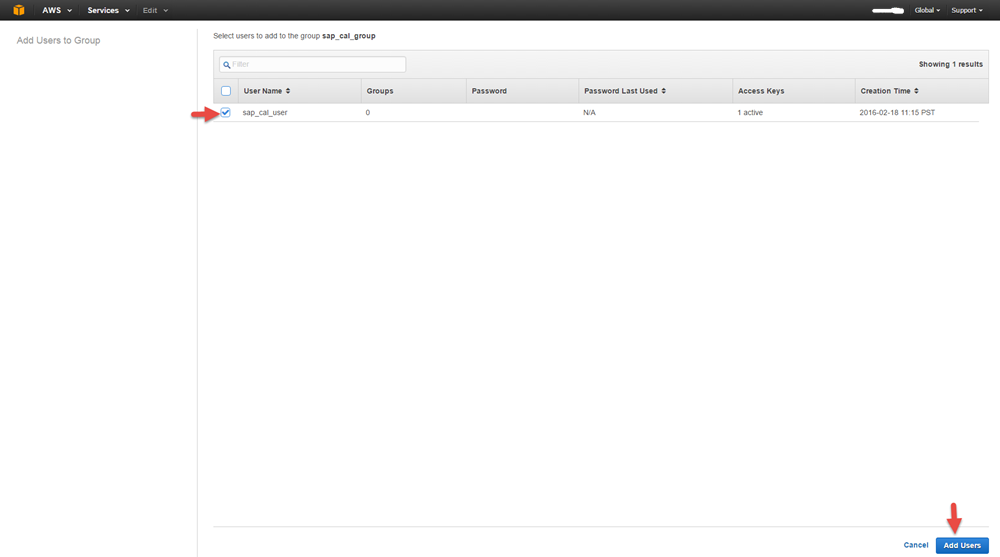 AWS Services Edit Global Support
Add Users to Group
Select users to add to the group sap_cal_group
Filter Showing 1 results
User Name Groups Password Password Last Used Access Keys Creation Time
sap_cal_user 0 N/A 1 active 2016-02-18 11:15 PST
Cancel Add Users